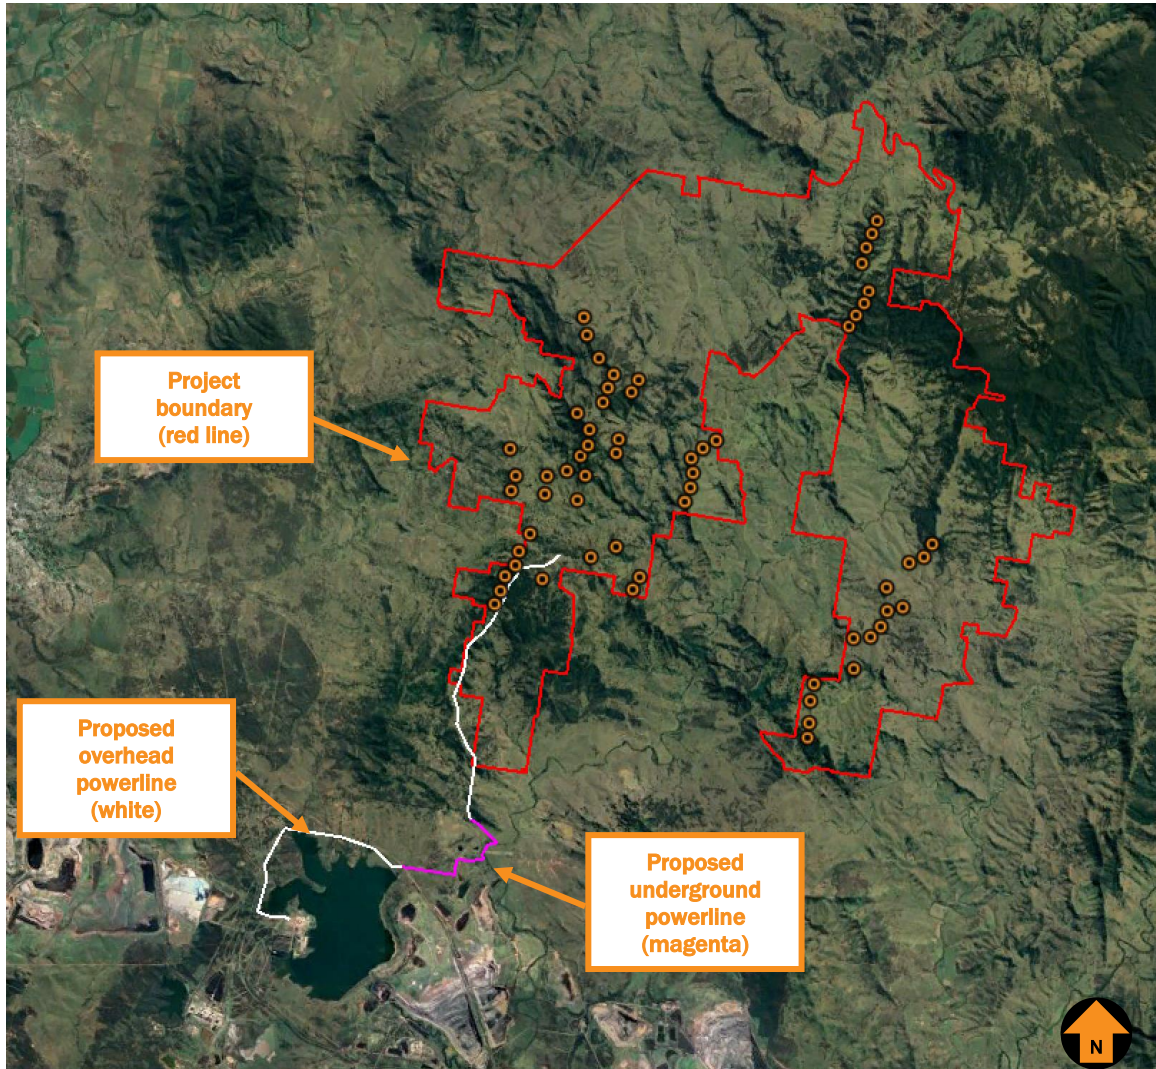 Project
boundary
(red line)
Proposed
overhead
powerline
(white)
Proposed
underground
powerline
(magenta)
N